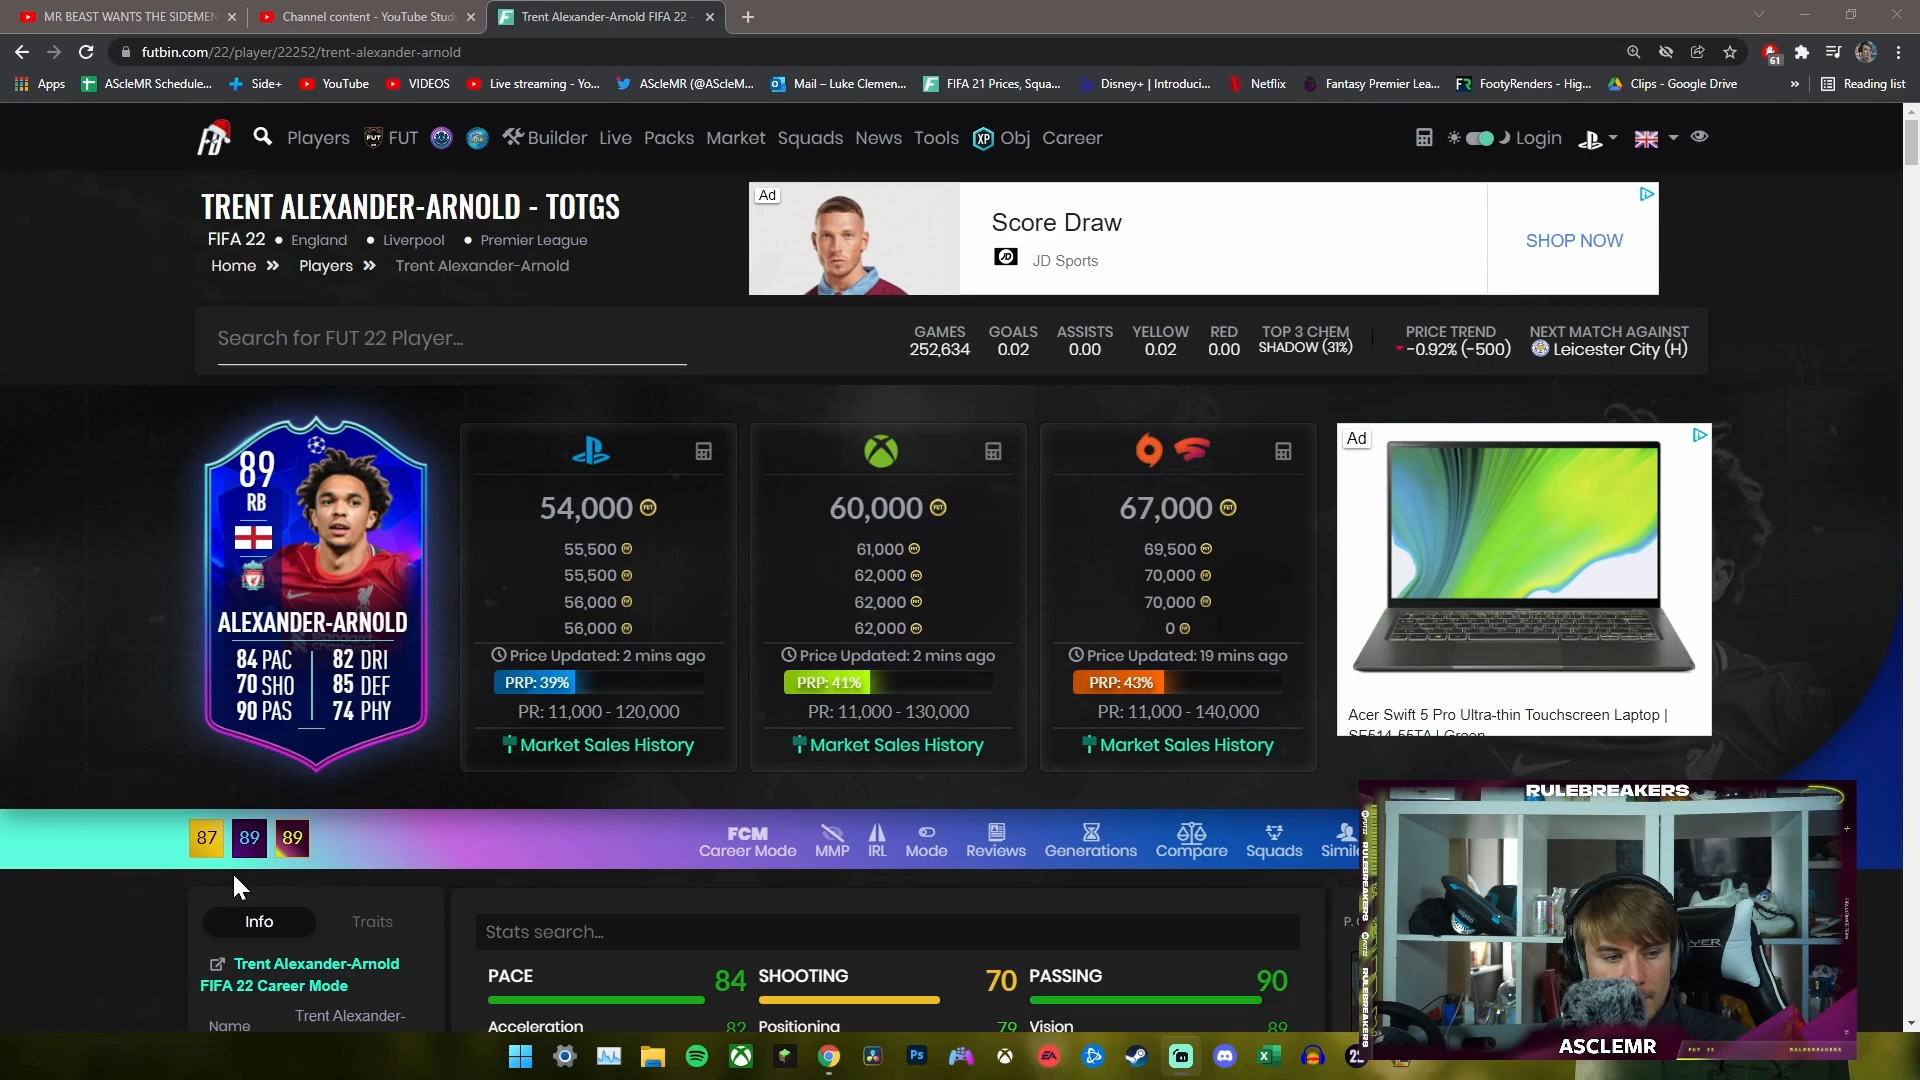 MR BEAST WANTS THE SIDEMEN
Channel content - YouTube Studi
Trent Alexander-Arnold FIFA 22 -
futbin.com/22/player/22252/trent-alexander-arnold
61
Apps
AScleMR Schedule...
Side+
YouTube
VIDEOS
Live streaming - Yo...
AScleMR (@AScleM...
Mail – Luke Clemen...
FIFA 21 Prices, Squa...
Disney+ | Introduci...
Netflix
Fantasy Premier Lea...
FootyRenders - Hig...
Clips - Google Drive
»
Reading list
Players
FUT
Builder
Live
Packs
Market
Squads
News
Tools
Obj
Career
Login
TRENT ALEXANDER-ARNOLD - TOTGS
FIFA 22 ● England ● Liverpool ● Premier League
Home » Players » Trent Alexander-Arnold
Ad
Score Draw
JD Sports
SHOP NOW
Search for FUT 22 Player...
GAMES
252,634
GOALS
0.02
ASSISTS
0.00
YELLOW
0.02
RED
0.00
TOP 3 CHEM
SHADOW (31%)
PRICE TREND
-0.92% (-500)
NEXT MATCH AGAINST
Leicester City (H)
89
RB
ALEXANDER-ARNOLD
84 PAC
70 SHO
90 PAS
82 DRI
85 DEF
74 PHY
54,000
55,500
55,500
56,000
56,000
Price Updated: 2 mins ago
PRP: 39%
PR: 11,000 - 120,000
Market Sales History
60,000
61,000
62,000
62,000
62,000
Price Updated: 2 mins ago
PRP: 41%
PR: 11,000 - 130,000
Market Sales History
67,000
69,500
70,000
70,000
0
Price Updated: 19 mins ago
PRP: 43%
PR: 11,000 - 140,000
Market Sales History
Ad
Acer Swift 5 Pro Ultra-thin Touchscreen Laptop |
SF514-55TA | Green
87
89
89
FCM
Career Mode
MMP
IRL
Mode
Reviews
Generations
Compare
Squads
Simila
Info
Traits
Trent Alexander-Arnold
FIFA 22 Career Mode
Name
Trent Alexander-
Stats search...
PACE 84
SHOOTING 70
PASSING 90
Acceleration 82
Positioning 79
Vision 89
RULEBREAKERS
RULEBREAKERS
RULEBREAKERS
ASCLEMR
FUT 22
RULEBREAKERS